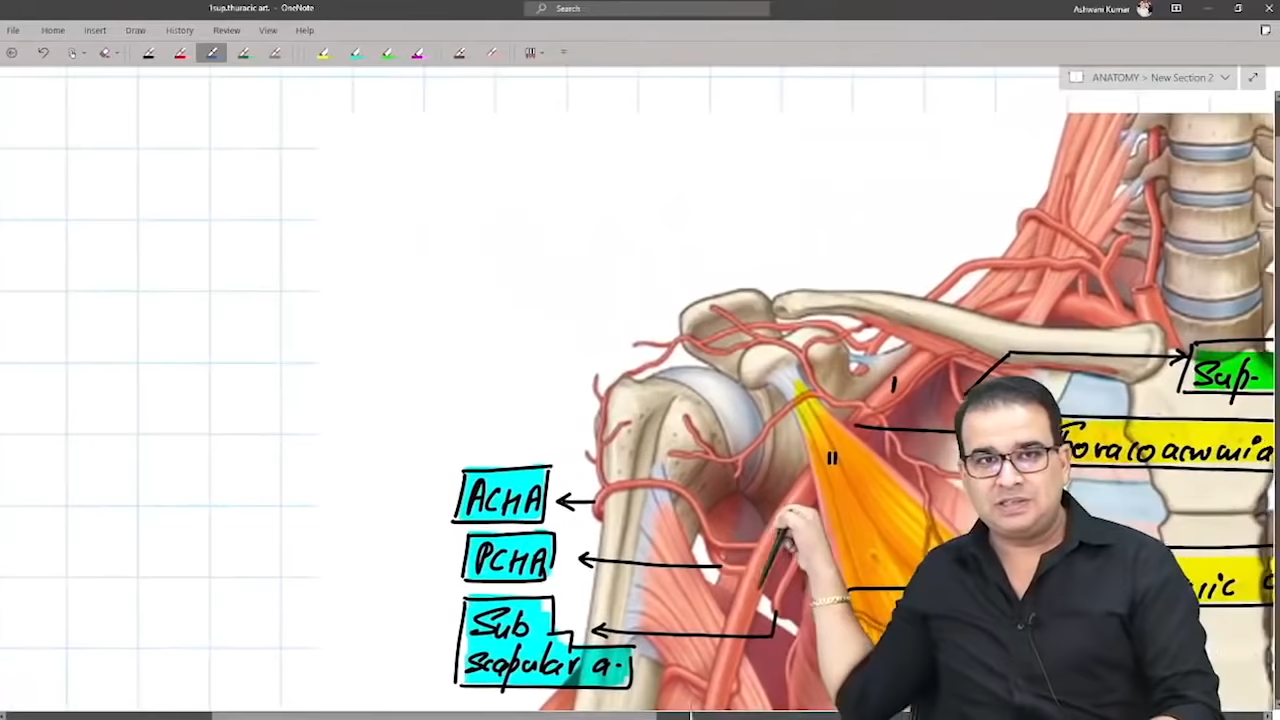 1sup.thuracic art. - OneNote
Search
Ashwani Kumar
File Home Insert Draw History Review View Help
ANATOMY > New Section 2
I
Sup-
II
ACHA
PCHA
Sub
scapular a.